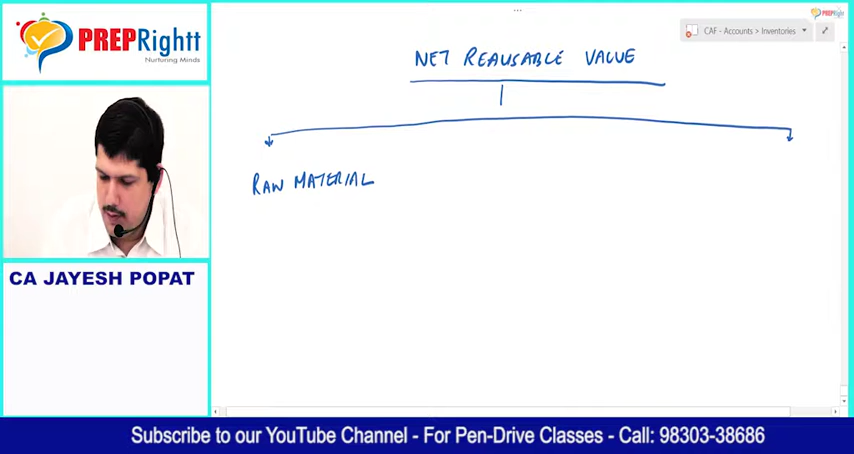 PREPRightt
Nurturing Minds
CA JAYESH POPAT
PREPRightt
CAF - Accounts > Inventories
NET REALISABLE VALUE
RAW MATERIAL
Subscribe to our YouTube Channel - For Pen-Drive Classes - Call: 98303-38686